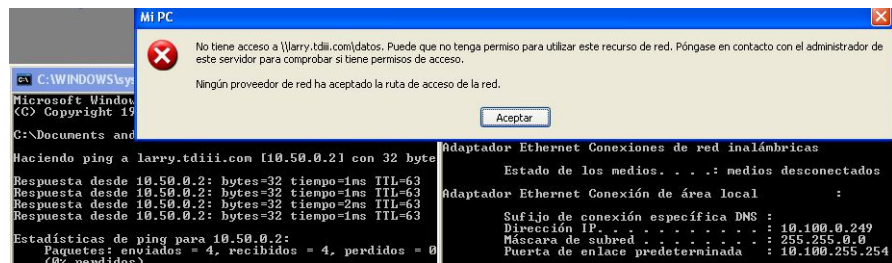 Mi PC
No tiene acceso a \\larry.tdiii.com\datos. Puede que no tenga permiso para utilizar este recurso de red. Póngase en contacto con el administrador de
este servidor para comprobar si tiene permisos de acceso.
Ningún proveedor de red ha aceptado la ruta de acceso de la red.
Aceptar
C:\WINDOWS\sys
Microsoft Window
(C) Copyright 19
C:\Documents and
Haciendo ping a larry.tdiii.com [10.50.0.2] con 32 byte
Respuesta desde 10.50.0.2: bytes=32 tiempo=1ms TTL=63
Respuesta desde 10.50.0.2: bytes=32 tiempo=1ms TTL=63
Respuesta desde 10.50.0.2: bytes=32 tiempo=2ms TTL=63
Respuesta desde 10.50.0.2: bytes=32 tiempo=1ms TTL=63
Estadísticas de ping para 10.50.0.2:
Paquetes: enviados = 4, recibidos = 4, perdidos = 0
(0% perdidos)
Adaptador Ethernet Conexiones de red inalámbricas
Estado de los medios. . . .: medios desconectados
Adaptador Ethernet Conexión de área local :
Sufijo de conexión específica DNS :
Dirección IP. . . . . . . . . . . : 10.100.0.249
Máscara de subred . . . . . . . . : 255.255.0.0
Puerta de enlace predeterminada : 10.100.255.254